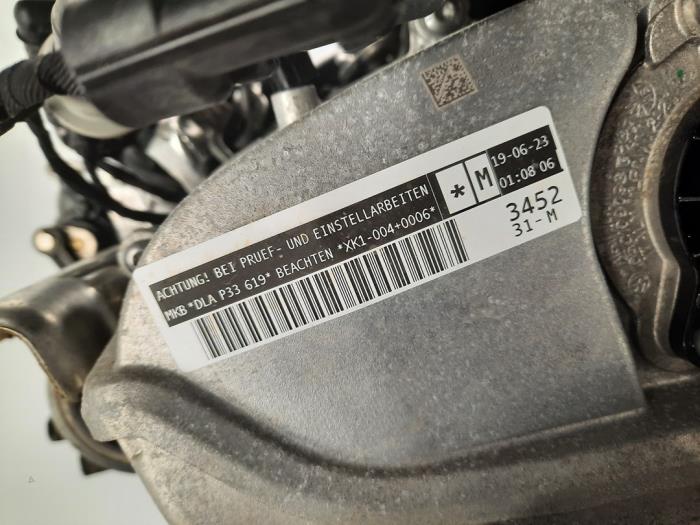 ACHTUNG! BEI PRUEF- UND EINSTELLARBEITEN
MKB *DLA P33 619* BEACHTEN *XK1-004+0006*
* M
19-06-23
01:08 06
3452
31-M